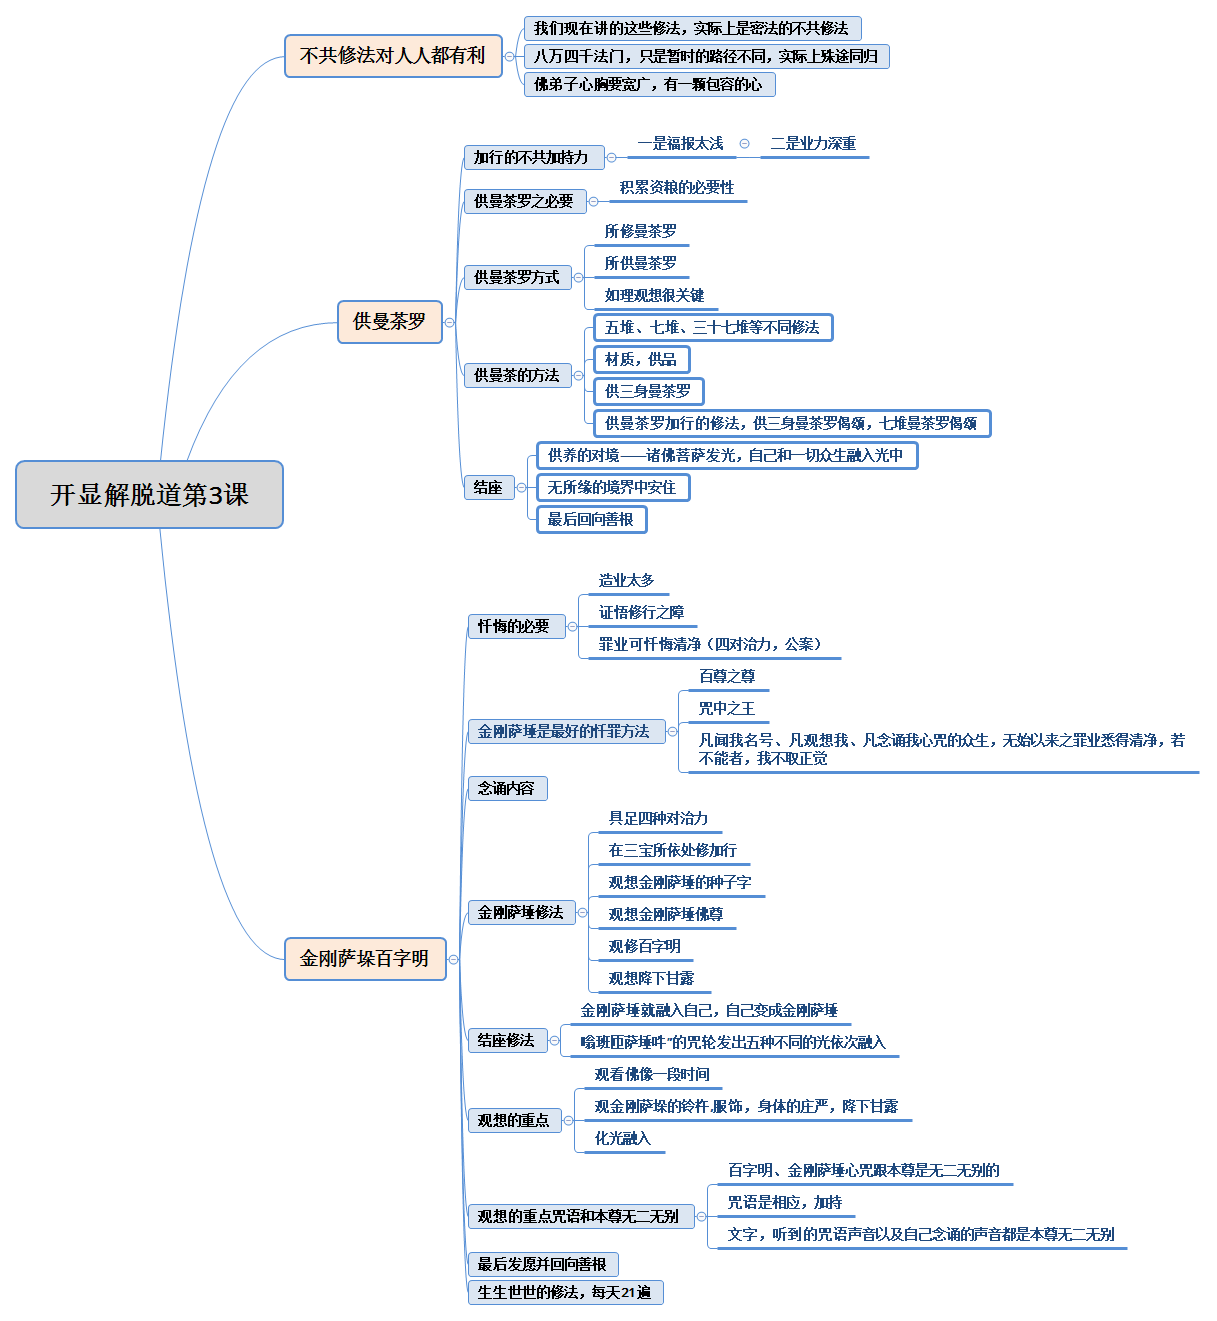 开显解脱道第3课
不共修法对人人都有利
我们现在讲的这些修法，实际上是密法的不共修法
八万四千法门，只是暂时的路径不同，实际上殊途同归
佛弟子心胸要宽广，有一颗包容的心
供曼茶罗
加行的不共加持力
一是福报太浅
二是业力深重
供曼茶罗之必要
积累资粮的必要性
供曼茶罗方式
所修曼茶罗
所供曼茶罗
如理观想很关键
供曼茶的方法
五堆、七堆、三十七堆等不同修法
材质，供品
供三身曼茶罗
供曼茶罗加行的修法，供三身曼茶罗偈颂，七堆曼茶罗偈颂
结座
供养的对境——诸佛菩萨发光，自己和一切众生融入光中
无所缘的境界中安住
最后回向善根
金刚萨垛百字明
忏悔的必要
造业太多
证悟修行之障
罪业可忏悔清净（四对治力，公案）
金刚萨埵是最好的忏罪方法
百尊之尊
咒中之王
凡闻我名号、凡观想我、凡念诵我心咒的众生，无始以来之罪业悉得清净，若
不能者，我不取正觉
念诵内容
金刚萨埵修法
具足四种对治力
在三宝所依处修加行
观想金刚萨埵的种子字
观想金刚萨埵佛尊
观修百字明
观想降下甘露
结座修法
金刚萨埵就融入自己，自己变成金刚萨埵
嗡班匝萨埵吽”的咒轮发出五种不同的光依次融入
观想的重点
观看佛像一段时间
观金刚萨垛的铃杵.服饰，身体的庄严，降下甘露
化光融入
观想的重点咒语和本尊无二无别
百字明、金刚萨埵心咒跟本尊是无二无别的
咒语是相应，加持
文字，听到的咒语声音以及自己念诵的声音都是本尊无二无别
最后发愿并回向善根
生生世世的修法，每天21遍